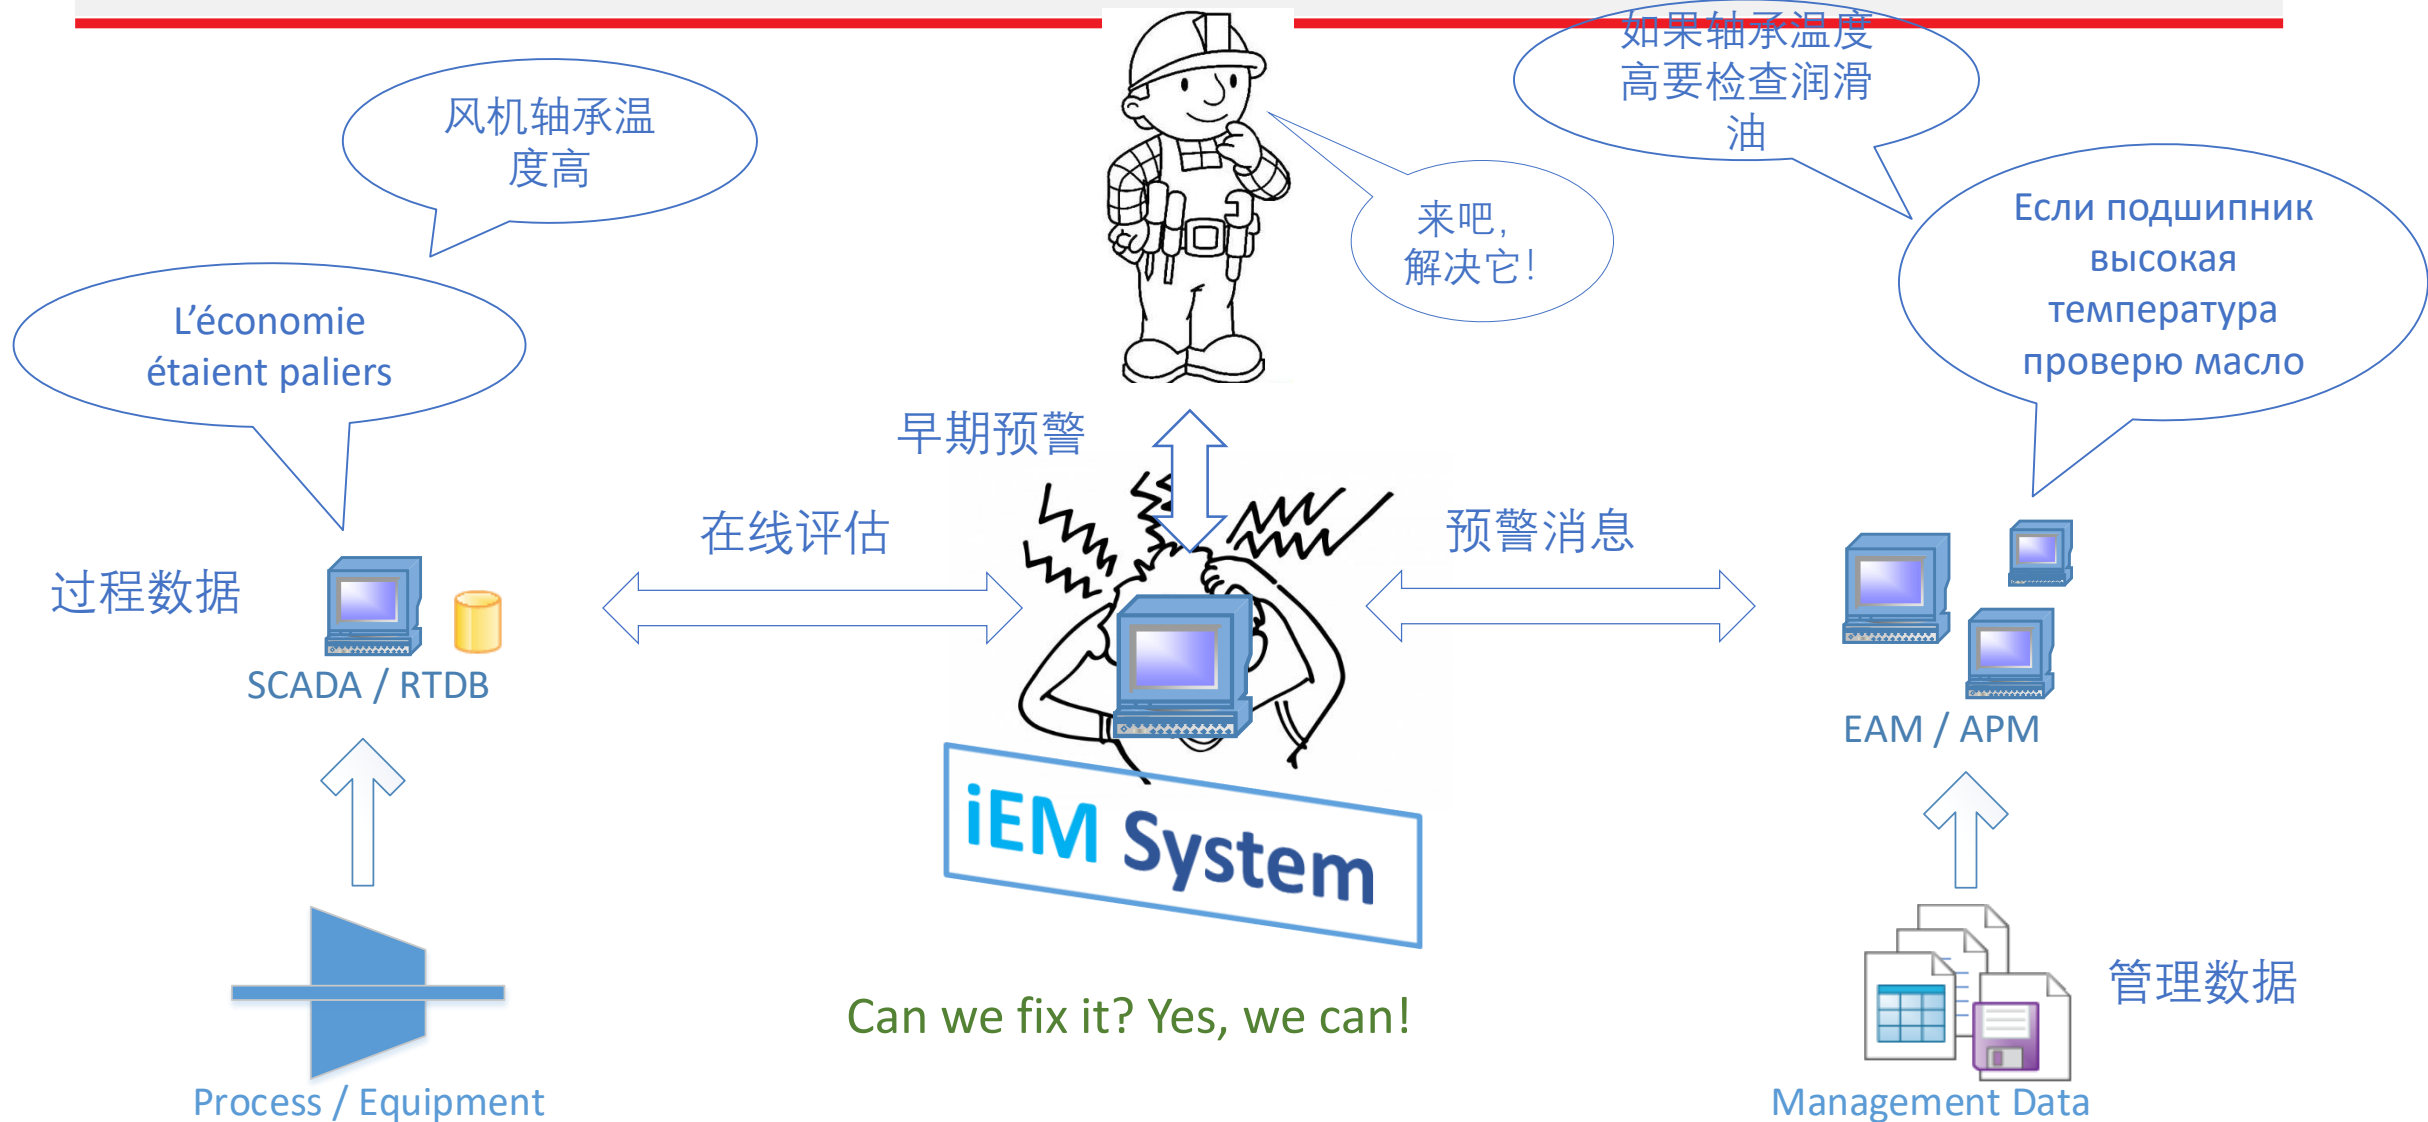 如果轴承温度
高要检查润滑
油
风机轴承温
度高
来吧，
解决它！
Если подшипник
высокая
температура
проверю масло
L’économie
étaient paliers
早期预警
在线评估
预警消息
过程数据
SCADA / RTDB
EAM / APM
iEM System
管理数据
Can we fix it? Yes, we can!
Process / Equipment
Management Data